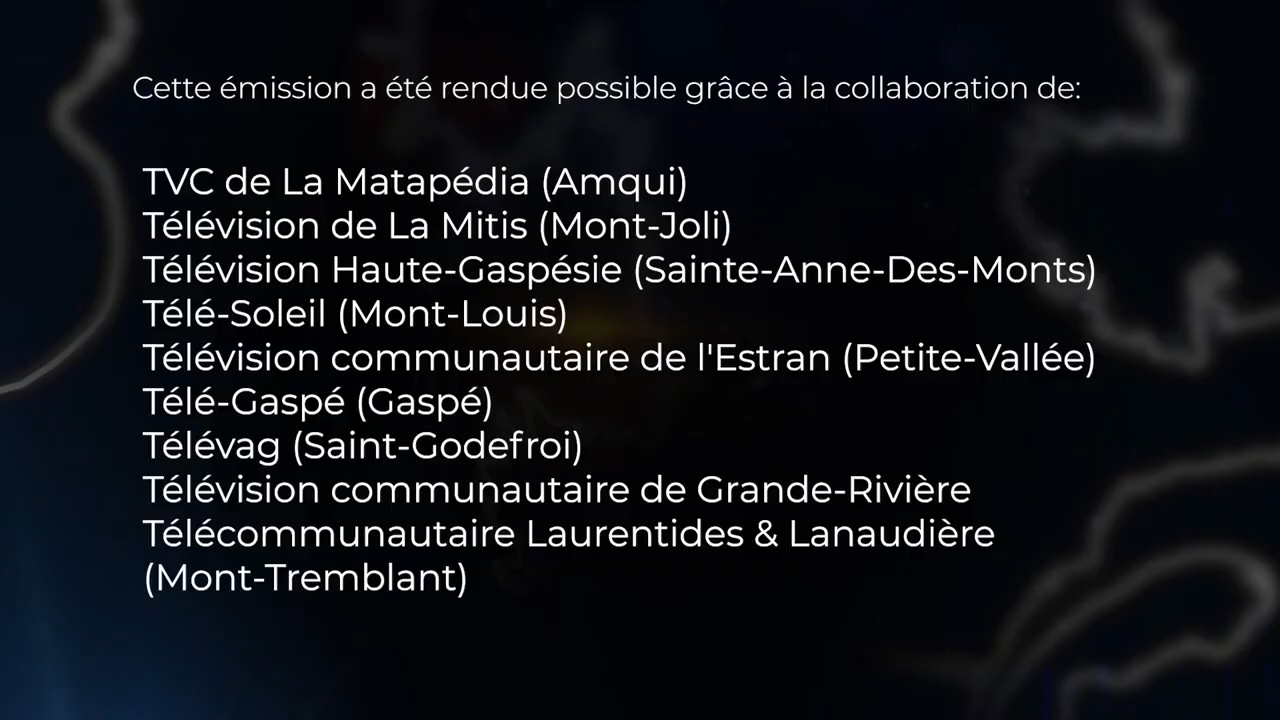 Cette émission a été rendue possible grâce à la collaboration de:
TVC de La Matapédia (Amqui)
Télévision de La Mitis (Mont-Joli)
Télévision Haute-Gaspésie (Sainte-Anne-Des-Monts)
Télé-Soleil (Mont-Louis)
Télévision communautaire de l'Estran (Petite-Vallée)
Télé-Gaspé (Gaspé)
Télévag (Saint-Godefroi)
Télévision communautaire de Grande-Rivière
Télécommunautaire Laurentides & Lanaudière
(Mont-Tremblant)